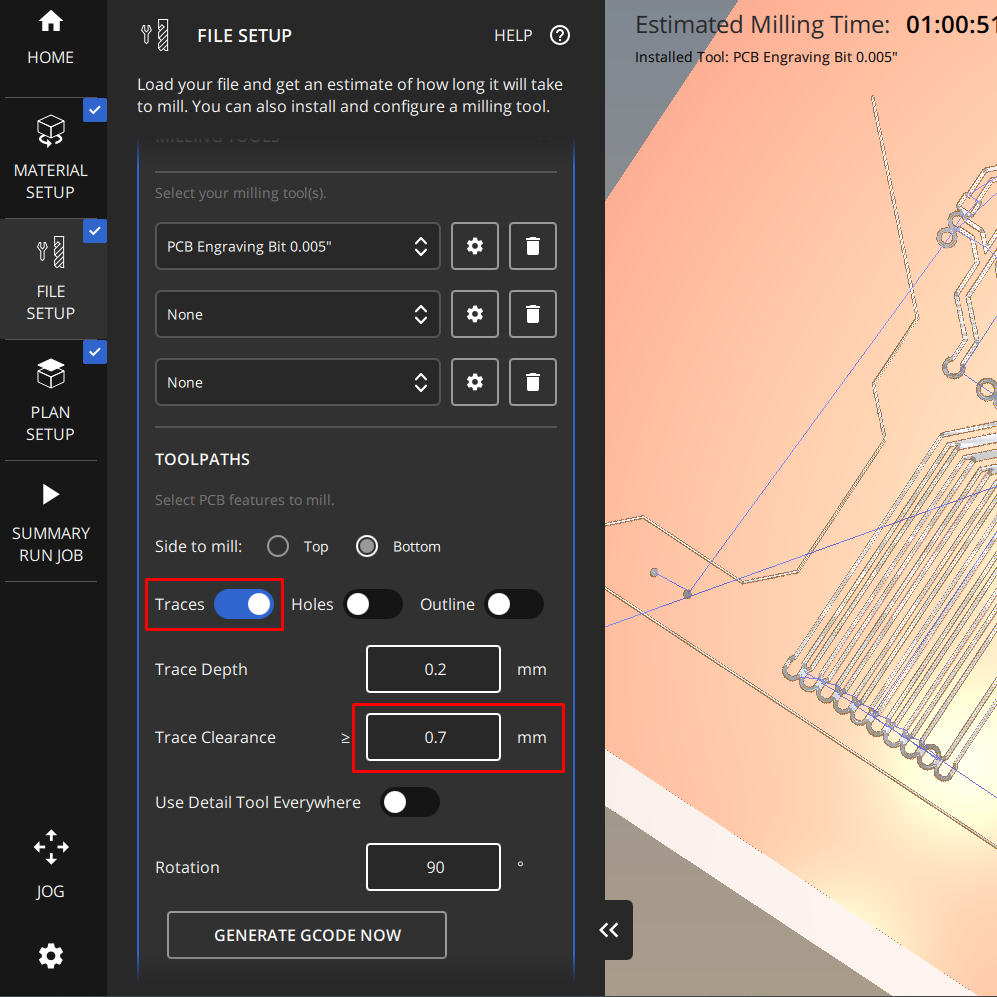 HOME
MATERIAL
SETUP
FILE
SETUP
PLAN
SETUP
SUMMARY
RUN JOB
JOG
FILE SETUP
HELP
Load your file and get an estimate of how long it will take
to mill. You can also install and configure a milling tool.
MILLING TOOLS
Select your milling tool(s).
PCB Engraving Bit 0.005"
None
None
TOOLPATHS
Select PCB features to mill.
Side to mill: Top Bottom
Traces Holes Outline
Trace Depth 0.2 mm
Trace Clearance ≥ 0.7 mm
Use Detail Tool Everywhere
Rotation 90 °
GENERATE GCODE NOW
Estimated Milling Time: 01:00:51
Installed Tool: PCB Engraving Bit 0.005"